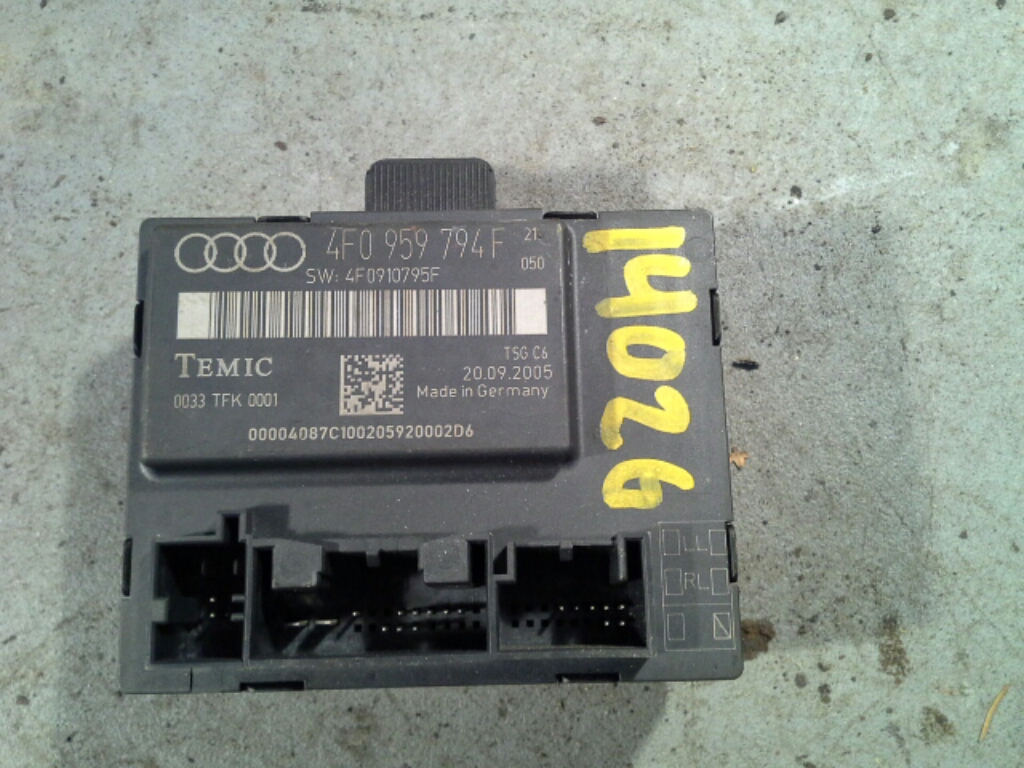 4F0 959 794 F
21
050
SW: 4F0910795F
TEMIC
TSG C6
20.09.2005
Made in Germany
0033 TFK 0001
00004087C100205920002D6
14026
RL